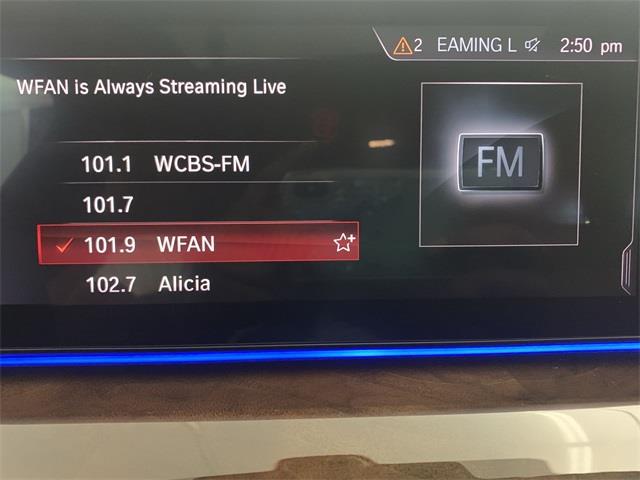 2 EAMING L 2:50 pm
WFAN is Always Streaming Live
FM
101.1 WCBS-FM
101.7
101.9 WFAN
102.7 Alicia